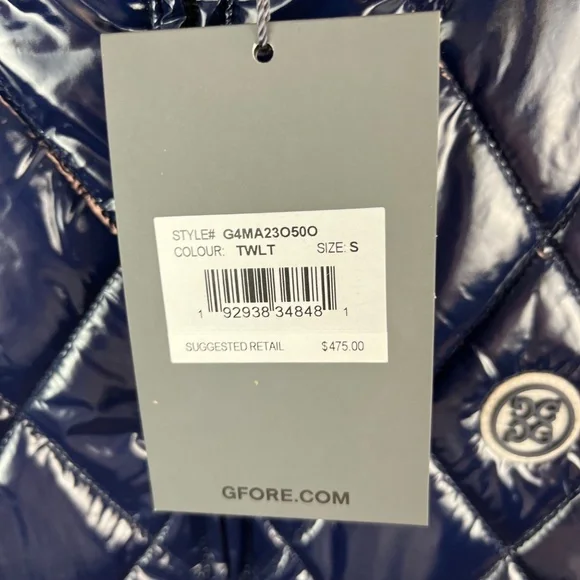 STYLE# G4MA23O50O
COLOUR: TWLT SIZE: S
1 92938 34848 1
SUGGESTED RETAIL $475.00
GFORE.COM